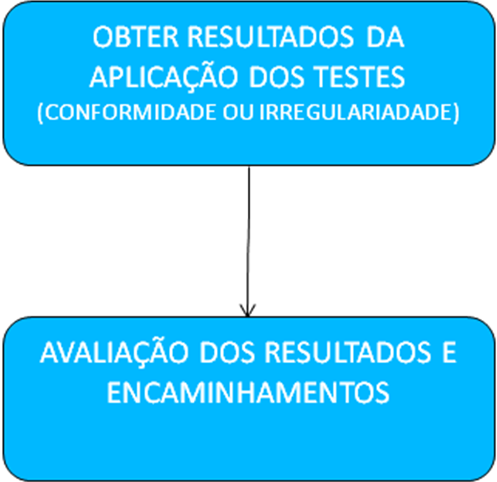 OBTER RESULTADOS DA
APLICAÇÃO DOS TESTES
(CONFORMIDADE OU IRREGULARIADADE)
AVALIAÇÃO DOS RESULTADOS E
ENCAMINHAMENTOS